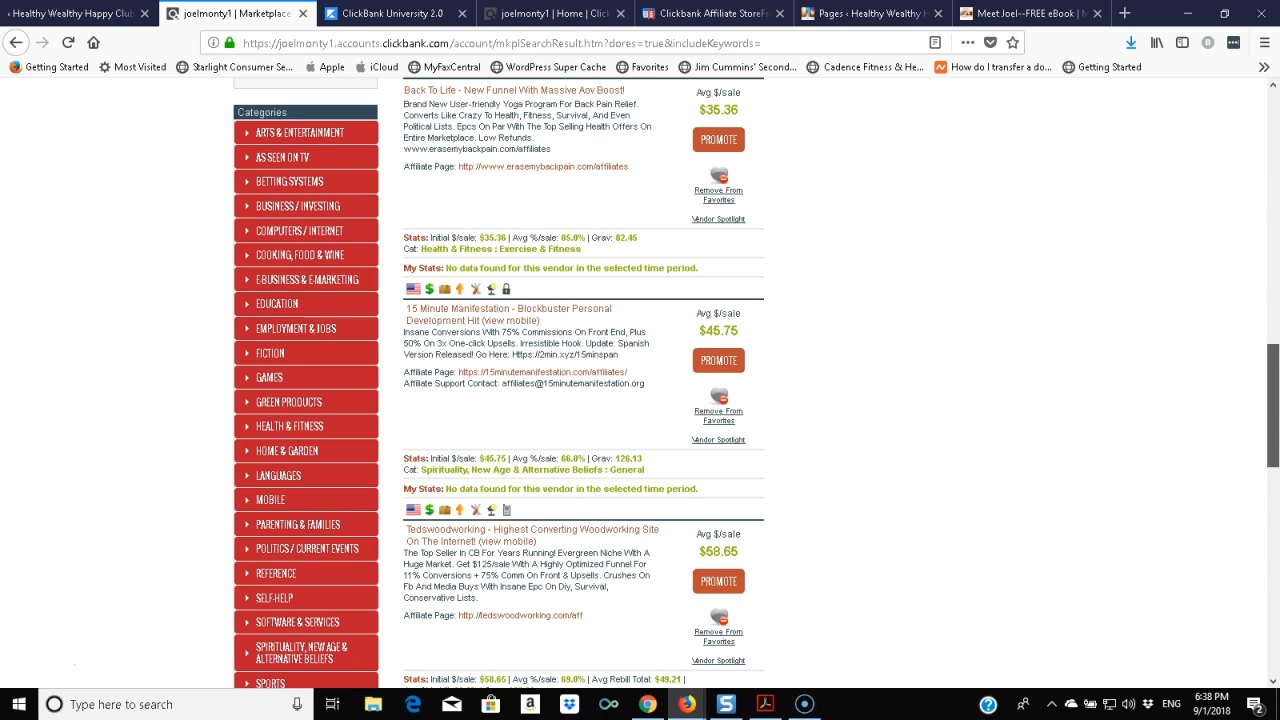 ‹ Healthy Wealthy Happy Club
joelmonty1 | Marketplace
ClickBank University 2.0
joelmonty1 | Home | Clickban
Clickbank Affiliate StoreFr
Pages ‹ Healthy Wealthy H
Meet Joel--FREE eBook | M
https://joelmonty1.accounts.clickbank.com/account/mkplSearchResult.htm?dores=true&includeKeywords=
Getting Started
Most Visited
Starlight Consumer Se...
Apple
iCloud
MyFaxCentral
WordPress Super Cache
Favorites
Jim Cummins' Second...
Cadence Fitness & He...
How do I transfer a do...
Getting Started
Categories
ARTS & ENTERTAINMENT
AS SEEN ON TV
BETTING SYSTEMS
BUSINESS / INVESTING
COMPUTERS / INTERNET
COOKING, FOOD & WINE
E-BUSINESS & E-MARKETING
EDUCATION
EMPLOYMENT & JOBS
FICTION
GAMES
GREEN PRODUCTS
HEALTH & FITNESS
HOME & GARDEN
LANGUAGES
MOBILE
PARENTING & FAMILIES
POLITICS / CURRENT EVENTS
REFERENCE
SELF-HELP
SOFTWARE & SERVICES
SPIRITUALITY, NEW AGE &
ALTERNATIVE BELIEFS
SPORTS
Back To Life - New Funnel With Massive Aov Boost!
Brand New User-friendly Yoga Program For Back Pain Relief.
Converts Like Crazy To Health, Fitness, Survival, And Even
Political Lists. Epcs On Par With The Top Selling Health Offers On
Entire Marketplace. Low Refunds.
www.erasemybackpain.com/affiliates
Affiliate Page: http://www.erasemybackpain.com/affiliates
Avg $/sale
$35.36
PROMOTE
Remove From
Favorites
Vendor Spotlight
Stats: Initial $/sale: $35.36 | Avg %/sale: 85.0% | Grav: 82.45
Cat: Health & Fitness : Exercise & Fitness
My Stats: No data found for this vendor in the selected time period.
15 Minute Manifestation - Blockbuster Personal
Development Hit (view mobile)
Insane Conversions With 75% Commissions On Front End, Plus
50% On 3x One-click Upsells. Irresistible Hook. Update: Spanish
Version Released! Go Here: Https://2min.xyz/15minspan
Affiliate Page: https://15minutemanifestation.com/affiliates/
Affiliate Support Contact: affiliates@15minutemanifestation.org
Avg $/sale
$45.75
PROMOTE
Remove From
Favorites
Vendor Spotlight
Stats: Initial $/sale: $45.75 | Avg %/sale: 66.0% | Grav: 126.13
Cat: Spirituality, New Age & Alternative Beliefs : General
My Stats: No data found for this vendor in the selected time period.
Tedswoodworking - Highest Converting Woodworking Site
On The Internet! (view mobile)
The Top Seller In CB For Years Running! Evergreen Niche With A
Huge Market. Get $125/sale With A Highly Optimized Funnel For
11% Conversions + 75% Comm On Front & Upsells. Crushes On
Fb And Media Buys With Insane Epc On Diy, Survival,
Conservative Lists.
Affiliate Page: http://tedswoodworking.com/aff
Avg $/sale
$58.65
PROMOTE
Remove From
Favorites
Vendor Spotlight
Stats: Initial $/sale: $58.65 | Avg %/sale: 69.0% | Avg Rebill Total: $49.21 |
Type here to search
ENG
6:38 PM
9/1/2018
2